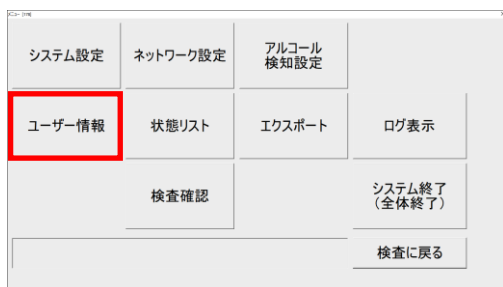 システム設定
ネットワーク設定
アルコール
検知設定
ユーザー情報
状態リスト
エクスポート
ログ表示
検査確認
システム終了
（全体終了）
検査に戻る